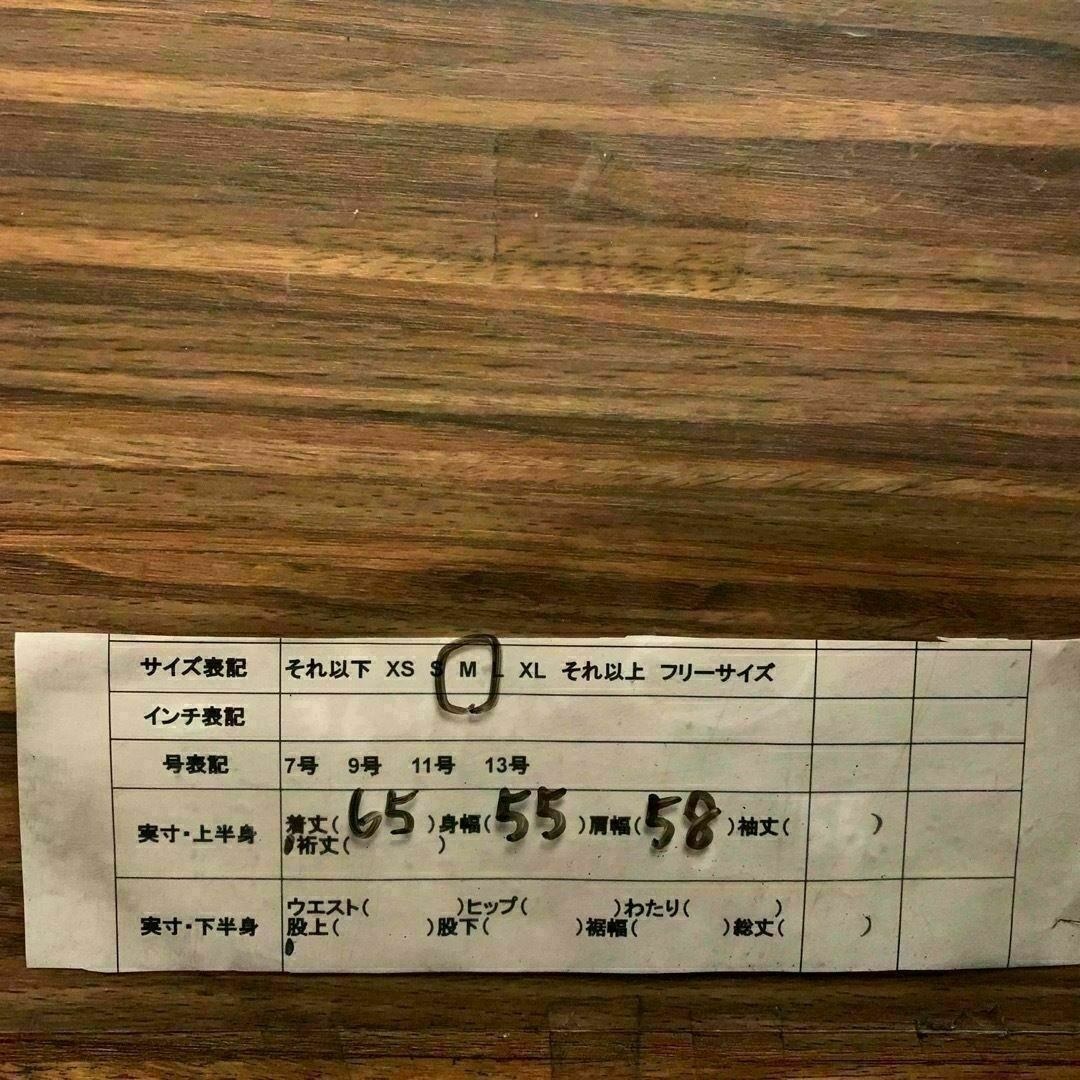 サイズ表記 それ以下 XS S M L XL それ以上 フリーサイズ
インチ表記
号表記 7号 9号 11号 13号
実寸・上半身 着丈( 65 )身幅( 55 )肩幅( 58 )袖丈( )
裄丈( )
実寸・下半身 ウエスト( )ヒップ( )わたり( )
股上( )股下( )裾幅( )総丈( )